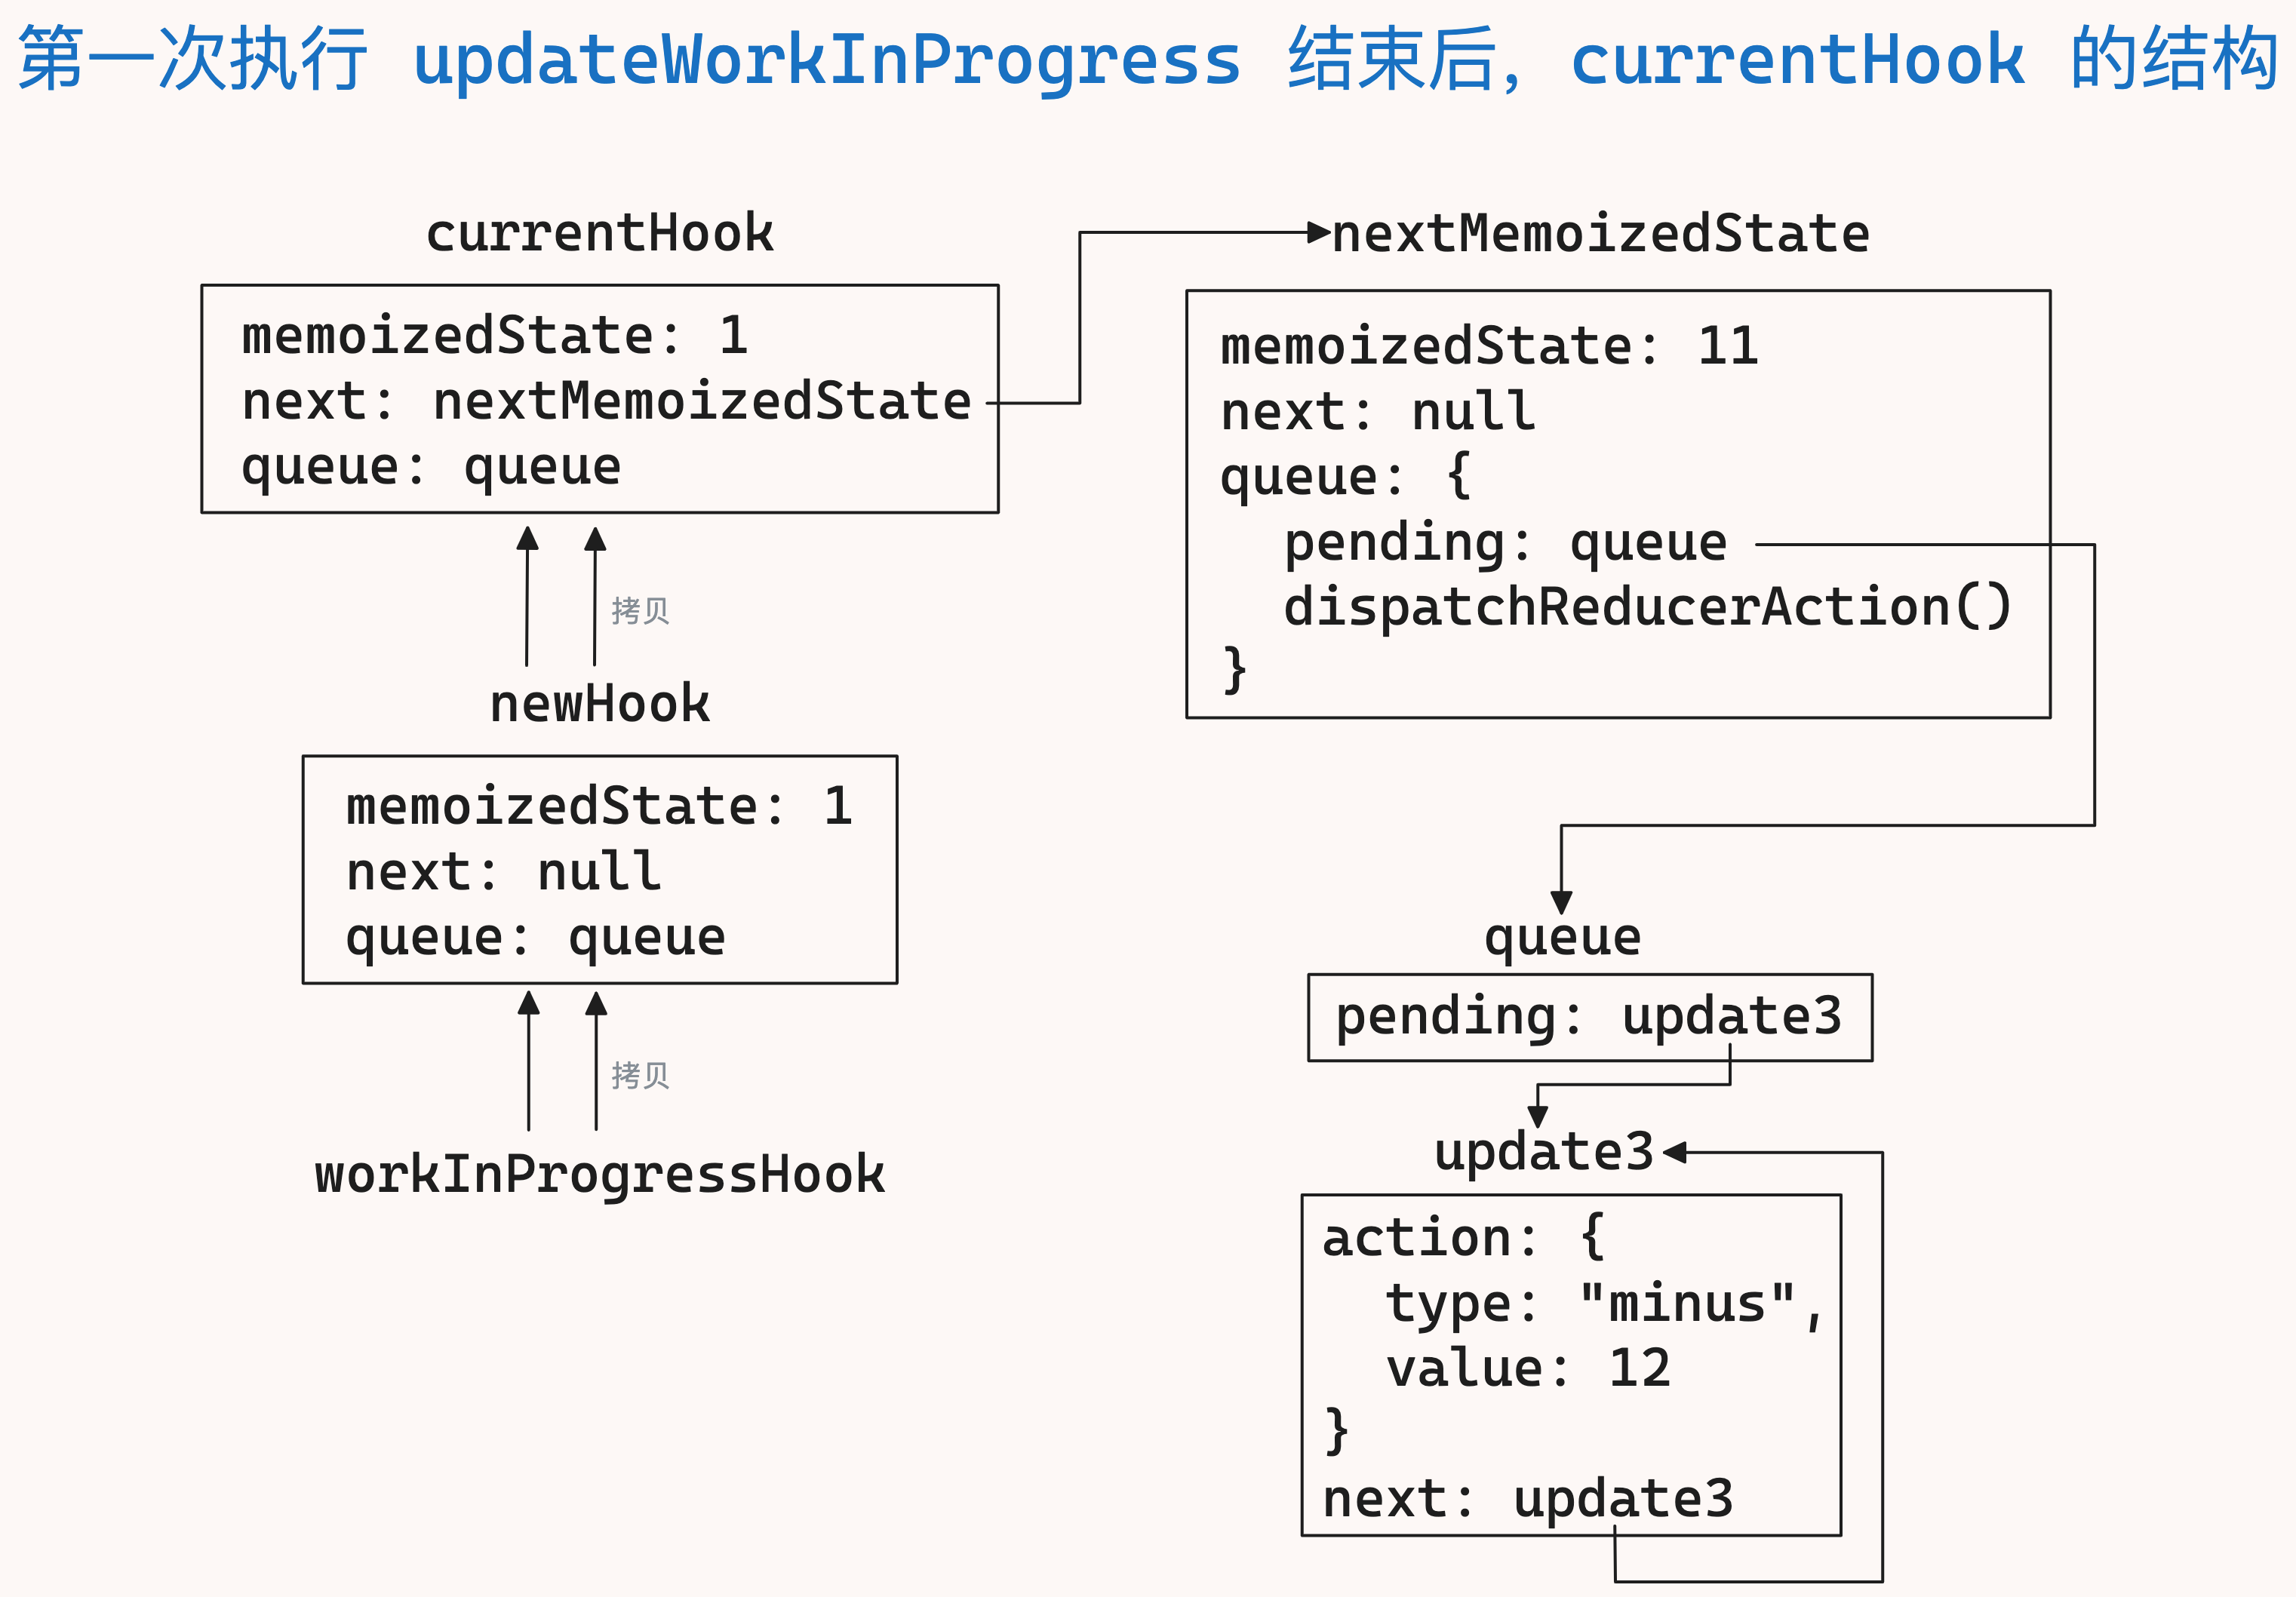 第一次执行 updateWorkInProgress 结束后，currentHook 的结构
currentHook
memoizedState: 1
next: nextMemoizedState
queue: queue
拷贝
newHook
memoizedState: 1
next: null
queue: queue
拷贝
workInProgressHook
nextMemoizedState
memoizedState: 11
next: null
queue: {
pending: queue
dispatchReducerAction()
}
queue
pending: update3
update3
action: {
type: "minus",
value: 12
}
next: update3